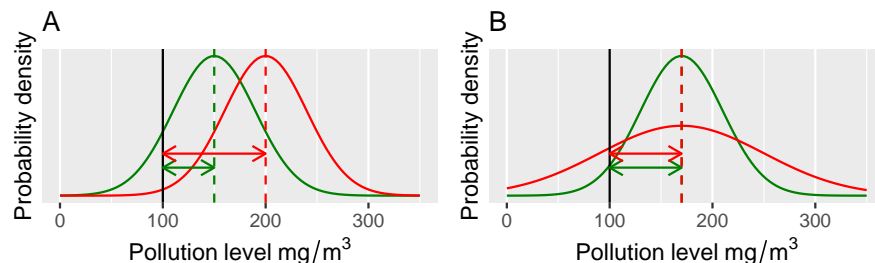 A
Probability density
0 100 200 300
Pollution level mg/m³
B
Probability density
0 100 200 300
Pollution level mg/m³